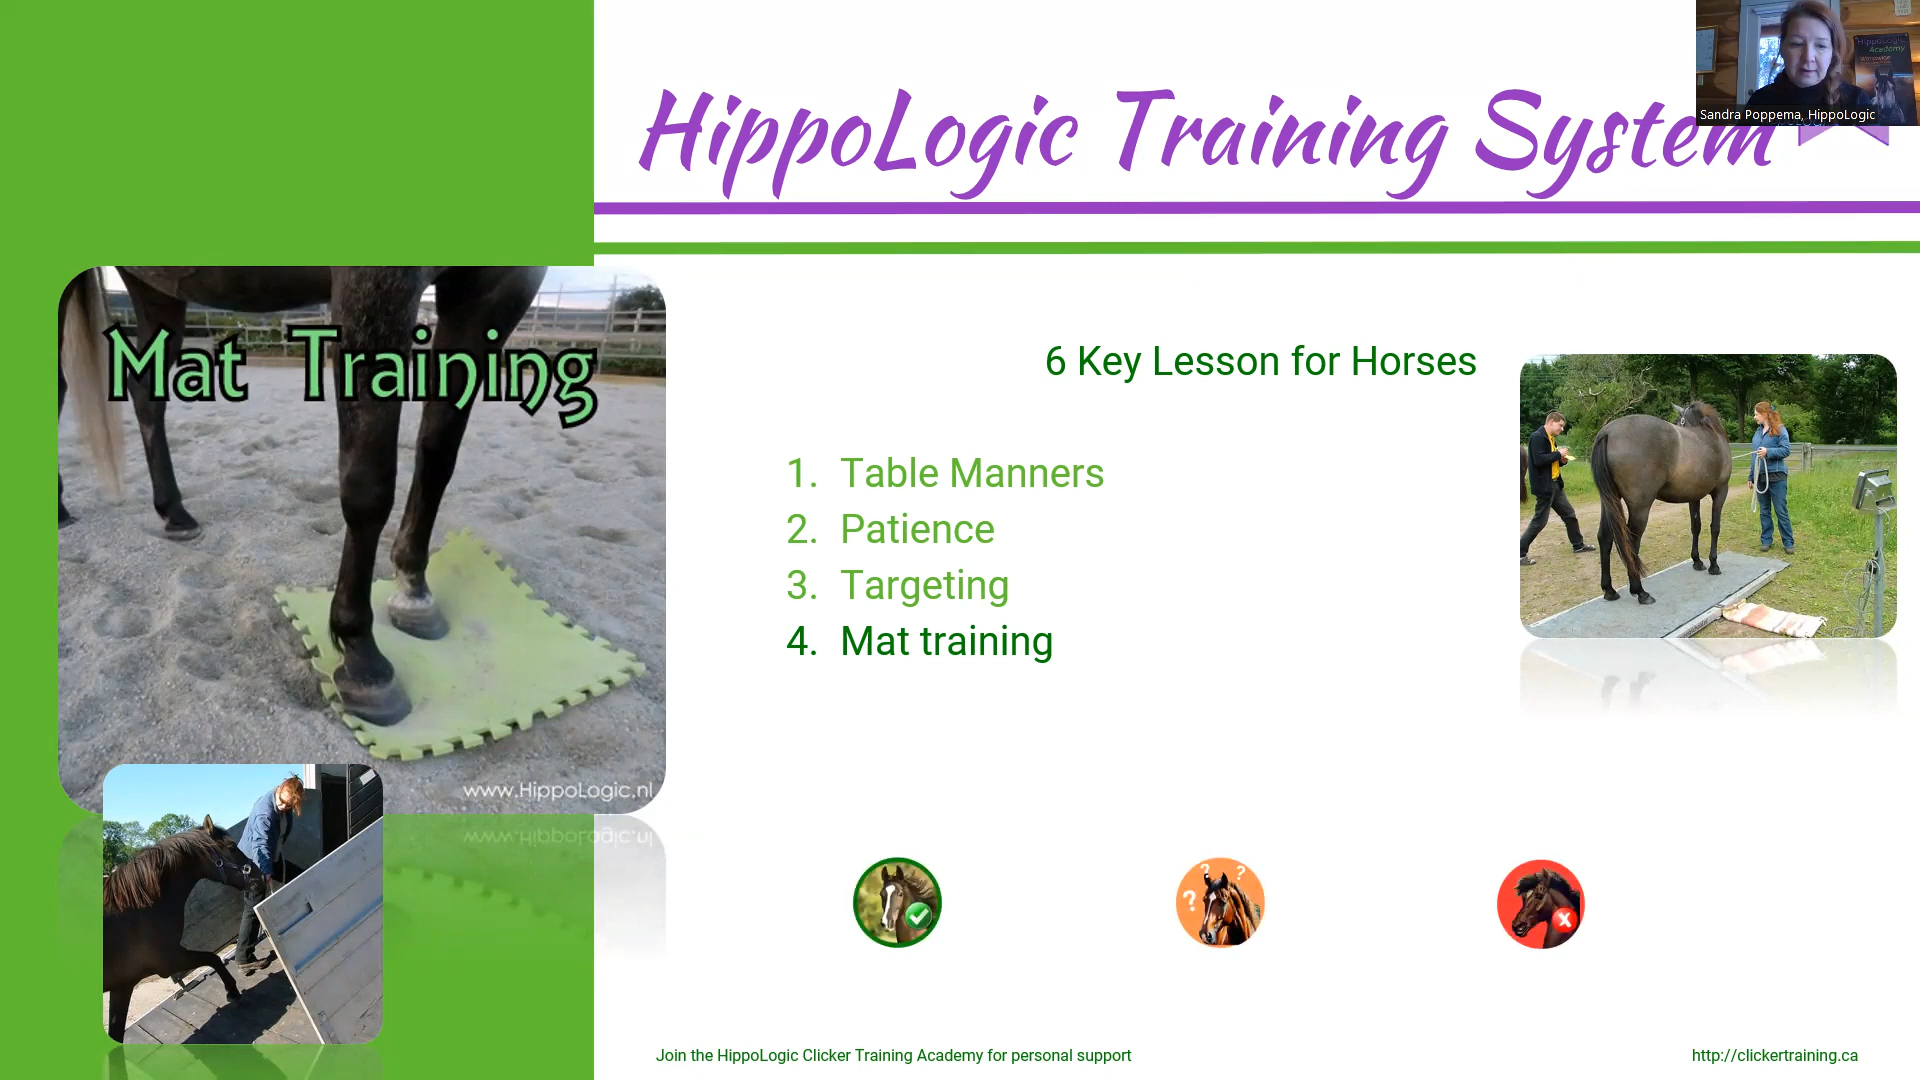 HippoLogic Training System
Sandra Poppema, HippoLogic
HippoLogic
Academy
Mat Training
6 Key Lesson for Horses
1. Table Manners
2. Patience
3. Targeting
4. Mat training
www.HippoLogic.nl
? ? ?
x
Join the HippoLogic Clicker Training Academy for personal support
http://clickertraining.ca